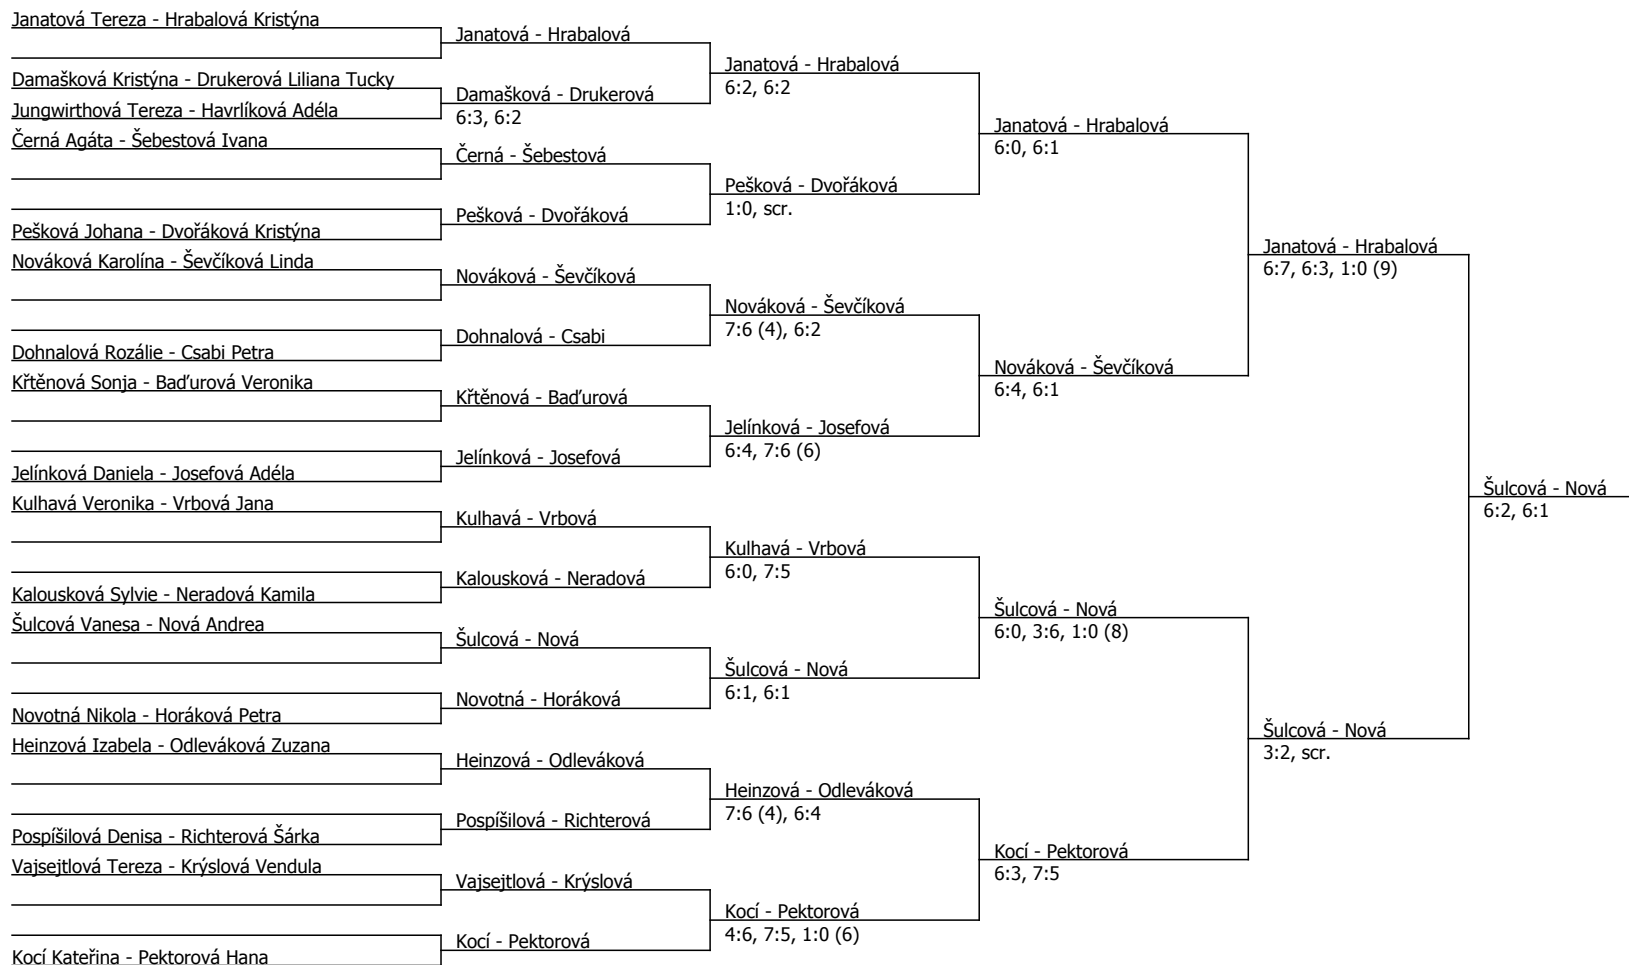 Janatová Tereza - Hrabalová Kristýna
Damašková Kristýna - Drukerová Liliana Tucky
Jungwirthová Tereza - Havrlíková Adéla
Černá Agáta - Šebestová Ivana
Pešková Johana - Dvořáková Kristýna
Nováková Karolína - Ševčíková Linda
Dohnalová Rozálie - Csabi Petra
Křtěnová Sonja - Baďurová Veronika
Jelínková Daniela - Josefová Adéla
Kulhavá Veronika - Vrbová Jana
Kalousková Sylvie - Neradová Kamila
Šulcová Vanesa - Nová Andrea
Novotná Nikola - Horáková Petra
Heinzová Izabela - Odleváková Zuzana
Pospíšilová Denisa - Richterová Šárka
Vajsejtlová Tereza - Krýslová Vendula
Kocí Kateřina - Pektorová Hana
Janatová - Hrabalová
Damašková - Drukerová
6:3, 6:2
Černá - Šebestová
Pešková - Dvořáková
Nováková - Ševčíková
Dohnalová - Csabi
Křtěnová - Baďurová
Jelínková - Josefová
Kulhavá - Vrbová
Kalousková - Neradová
Šulcová - Nová
Novotná - Horáková
Heinzová - Odleváková
Pospíšilová - Richterová
Vajsejtlová - Krýslová
Kocí - Pektorová
Janatová - Hrabalová
6:2, 6:2
Pešková - Dvořáková
1:0, scr.
Nováková - Ševčíková
7:6 (4), 6:2
Jelínková - Josefová
6:4, 7:6 (6)
Kulhavá - Vrbová
6:0, 7:5
Šulcová - Nová
6:1, 6:1
Heinzová - Odleváková
7:6 (4), 6:4
Kocí - Pektorová
4:6, 7:5, 1:0 (6)
Janatová - Hrabalová
6:0, 6:1
Nováková - Ševčíková
6:4, 6:1
Šulcová - Nová
6:0, 3:6, 1:0 (8)
Kocí - Pektorová
6:3, 7:5
Janatová - Hrabalová
6:7, 6:3, 1:0 (9)
Šulcová - Nová
3:2, scr.
Šulcová - Nová
6:2, 6:1